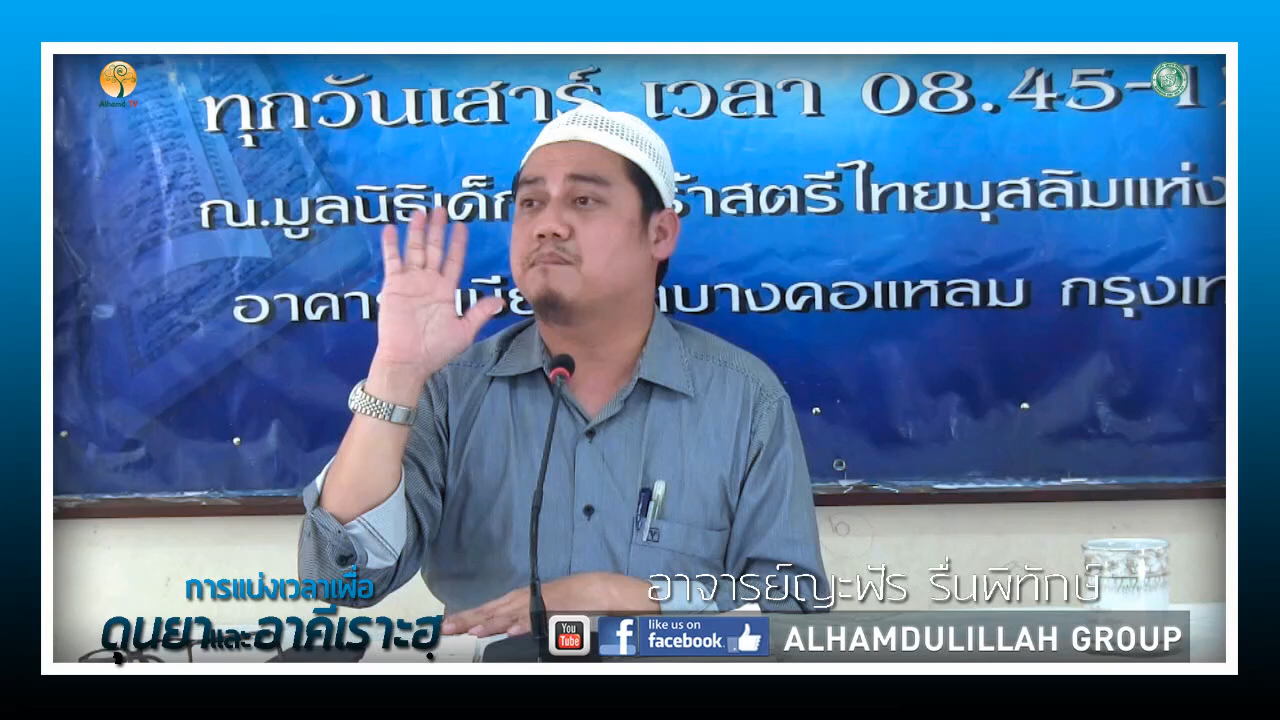 Alhamd TV
ทุกวันเสาร์ เวลา 08.45-1
ณ.มูลนิธิเด็ก สตรีไทยมุสลิมแห่ง
บางคอแหลม กรุงเท
การแบ่งเวลาเพื่อ
ดุนยาและอาคีเราะฮฺ
อาจารย์ญะฟัร รื่นพิทักษ์
You
Tube
like us on
facebook
ALHAMDULILLAH GROUP